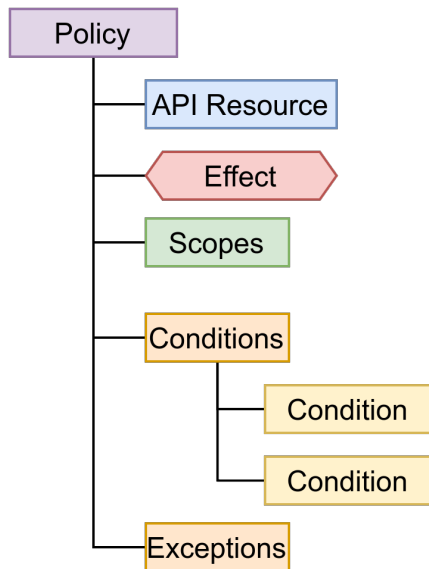 Policy
API Resource
Effect
Scopes
Conditions
Condition
Condition
Exceptions